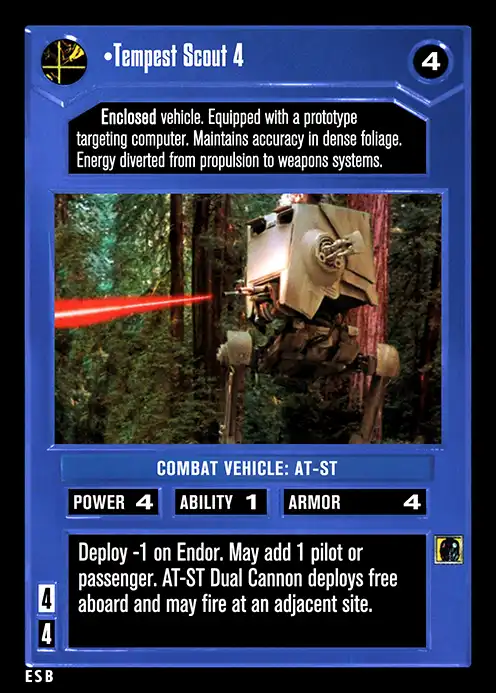 •Tempest Scout 4
4
Enclosed vehicle. Equipped with a prototype
targeting computer. Maintains accuracy in dense foliage.
Energy diverted from propulsion to weapons systems.
COMBAT VEHICLE: AT-ST
POWER 4 ABILITY 1 ARMOR 4
Deploy -1 on Endor. May add 1 pilot or
passenger. AT-ST Dual Cannon deploys free
aboard and may fire at an adjacent site.
4
4
ESB